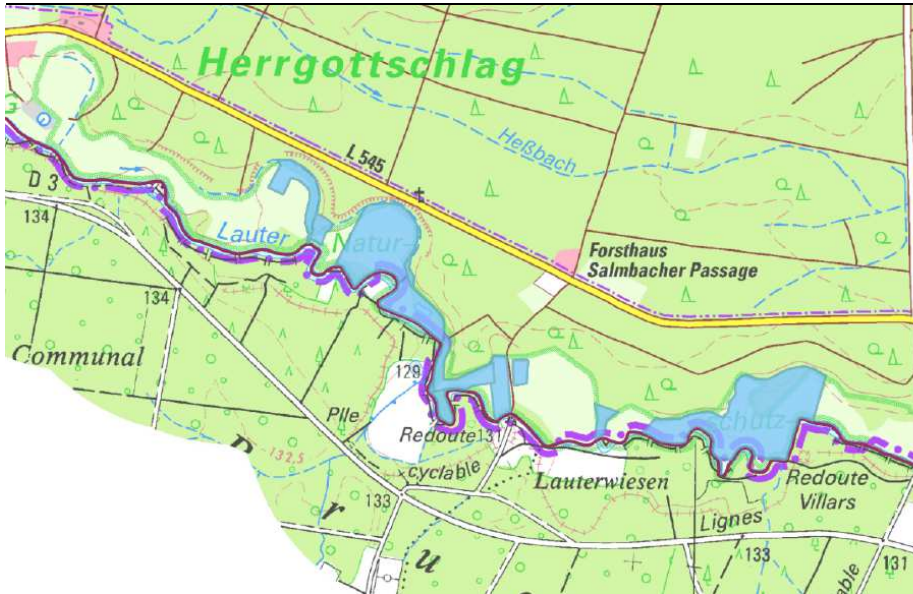 Herrgottschlag
L 545
Heßbach
D 3
134
Lauter
Natur-
Forsthaus
Salmbacher Passage
134
Communal
129
Plle
schutz-
Redoute
131
132,5
cyclable
Lauterwiesen
Redoute
Villars
133
Lignes
r
u
133
131
able